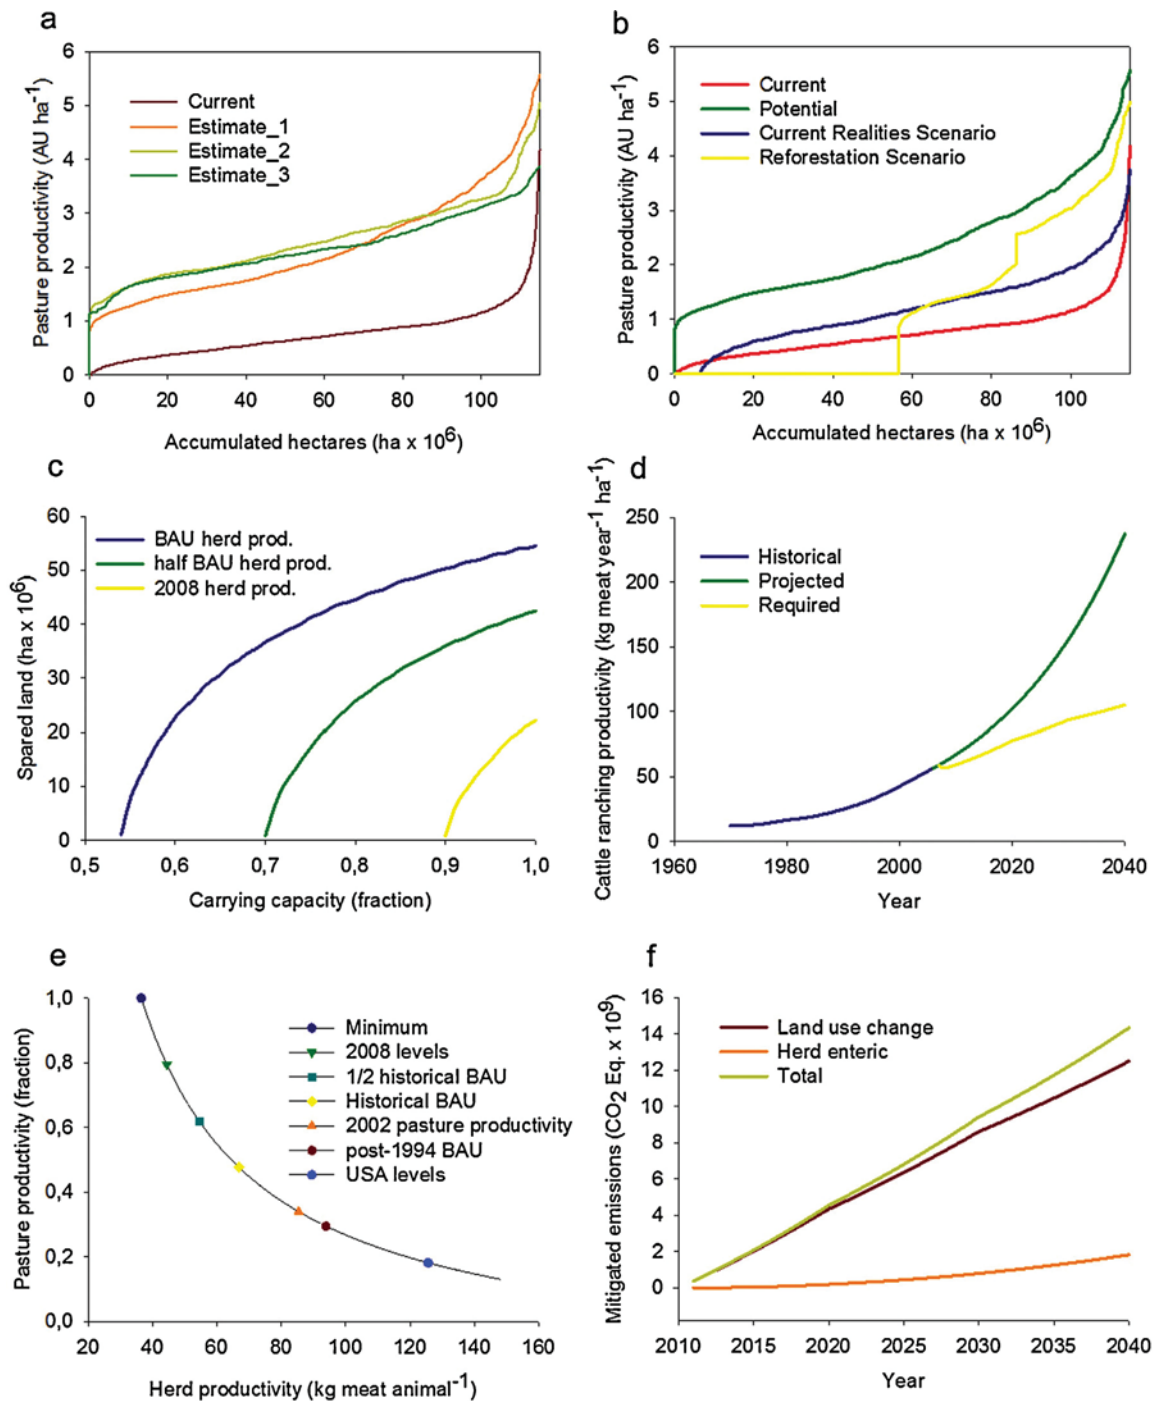 a
Pasture productivity (AU ha-1)
6
5
4
3
2
1
0
Current
Estimate_1
Estimate_2
Estimate_3
0 20 40 60 80 100
Accumulated hectares (ha x 106)
b
Pasture productivity (AU ha-1)
6
5
4
3
2
1
0
Current
Potential
Current Realities Scenario
Reforestation Scenario
0 20 40 60 80 100
Accumulated hectares (ha x 106)
c
Spared land (ha x 106)
60
50
40
30
20
10
0
BAU herd prod.
half BAU herd prod.
2008 herd prod.
0,5 0,6 0,7 0,8 0,9 1,0
Carrying capacity (fraction)
d
Cattle ranching productivity (kg meat year-1 ha-1)
250
200
150
100
50
0
Historical
Projected
Required
1960 1980 2000 2020 2040
Year
e
Pasture productivity (fraction)
1,0
0,8
0,6
0,4
0,2
0,0
Minimum
2008 levels
1/2 historical BAU
Historical BAU
2002 pasture productivity
post-1994 BAU
USA levels
20 40 60 80 100 120 140 160
Herd productivity (kg meat animal-1)
f
Mitigated emissions (CO2 Eq. x 109)
16
14
12
10
8
6
4
2
0
Land use change
Herd enteric
Total
2010 2015 2020 2025 2030 2035 2040
Year